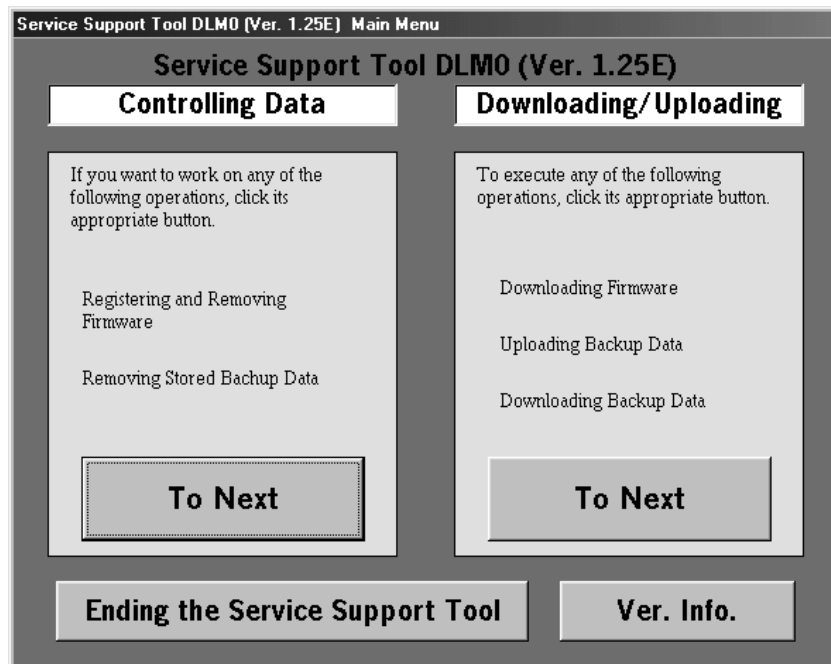 Service Support Tool DLM0 (Ver. 1.25E) Main Menu
Service Support Tool DLM0 (Ver. 1.25E)
Controlling Data
If you want to work on any of the
following operations, click its
appropriate button.
Registering and Removing
Firmware
Removing Stored Bachup Data
To Next
Downloading/Uploading
To execute any of the following
operations, click its appropriate button.
Downloading Firmware
Uploading Backup Data
Downloading Backup Data
To Next
Ending the Service Support Tool
Ver. Info.